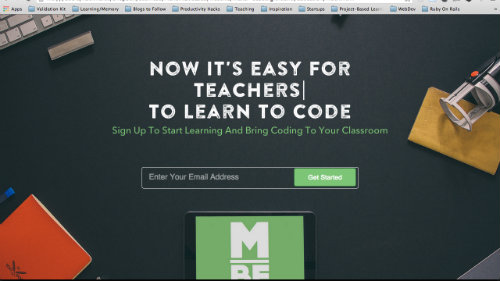 Apps Validation Kit Learning/Memory Blogs to Follow Productivity Hacks Teaching Inspiration Startups Project-Based Learn WebDev Ruby On Rails
NOW IT'S EASY FOR
TEACHERS
TO LEARN TO CODE
Sign Up To Start Learning And Bring Coding To Your Classroom
Enter Your Email Address Get Started
M
BE